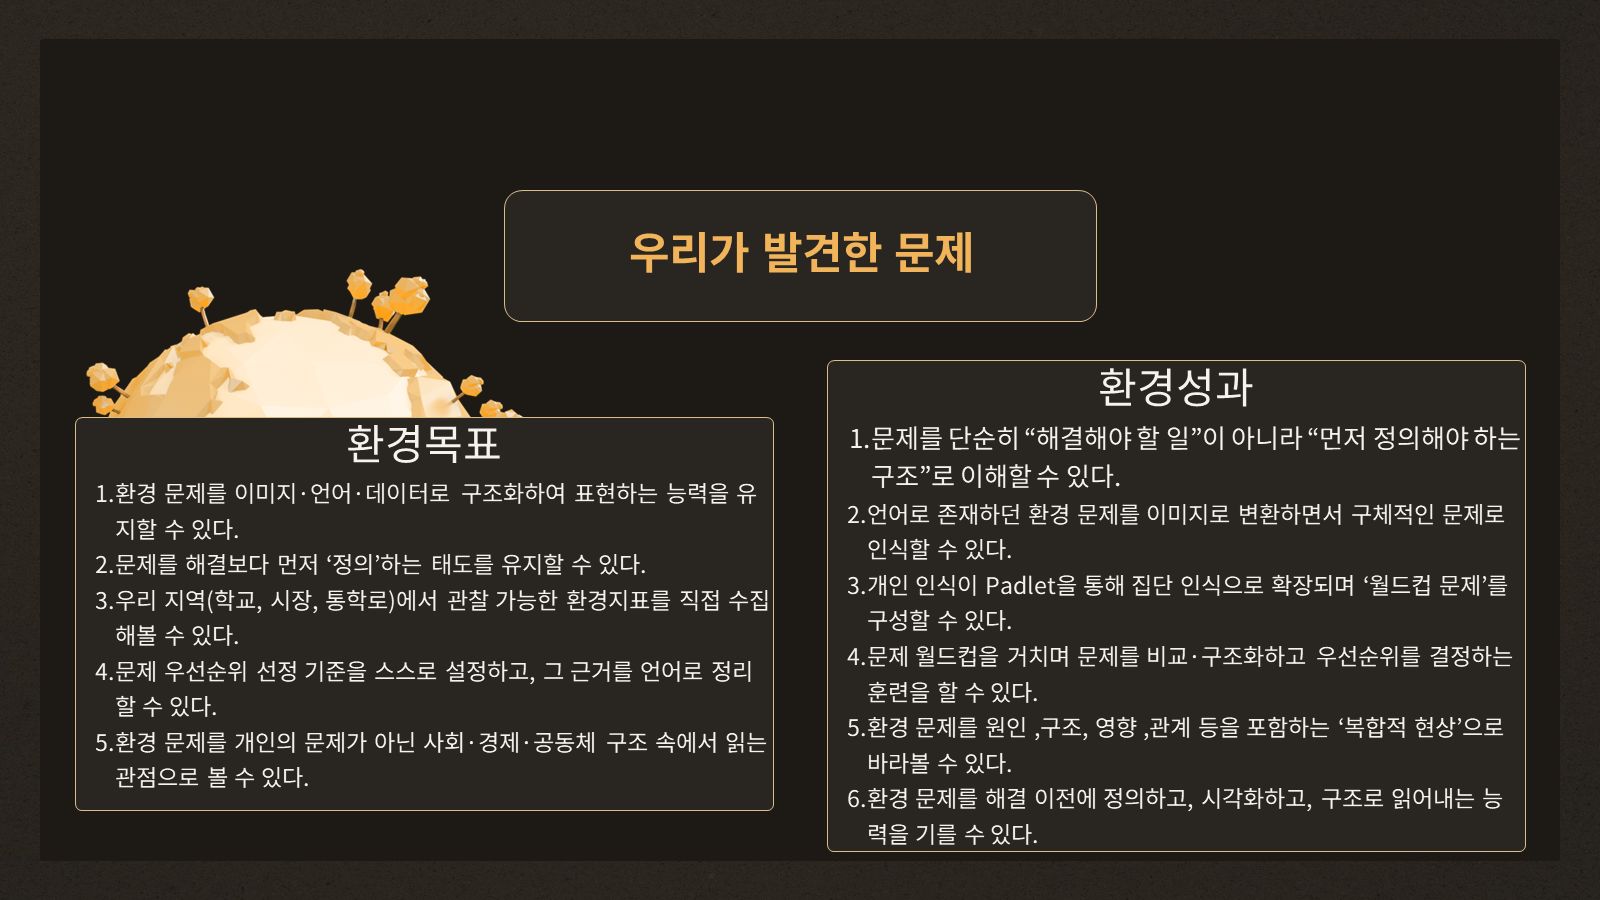 우리가 발견한 문제
환경목표
1.환경 문제를 이미지·언어·데이터로 구조화하여 표현하는 능력을 유
지할 수 있다.
2.문제를 해결보다 먼저 ‘정의’하는 태도를 유지할 수 있다.
3.우리 지역(학교, 시장, 통학로)에서 관찰 가능한 환경지표를 직접 수집
해볼 수 있다.
4.문제 우선순위 선정 기준을 스스로 설정하고, 그 근거를 언어로 정리
할 수 있다.
5.환경 문제를 개인의 문제가 아닌 사회·경제·공동체 구조 속에서 읽는
관점으로 볼 수 있다.
환경성과
1.문제를 단순히 “해결해야 할 일”이 아니라 “먼저 정의해야 하는
구조”로 이해할 수 있다.
2.언어로 존재하던 환경 문제를 이미지로 변환하면서 구체적인 문제로
인식할 수 있다.
3.개인 인식이 Padlet을 통해 집단 인식으로 확장되며 ‘월드컵 문제’를
구성할 수 있다.
4.문제 월드컵을 거치며 문제를 비교·구조화하고 우선순위를 결정하는
훈련을 할 수 있다.
5.환경 문제를 원인 ,구조, 영향 ,관계 등을 포함하는 ‘복합적 현상’으로
바라볼 수 있다.
6.환경 문제를 해결 이전에 정의하고, 시각화하고, 구조로 읽어내는 능
력을 기를 수 있다.